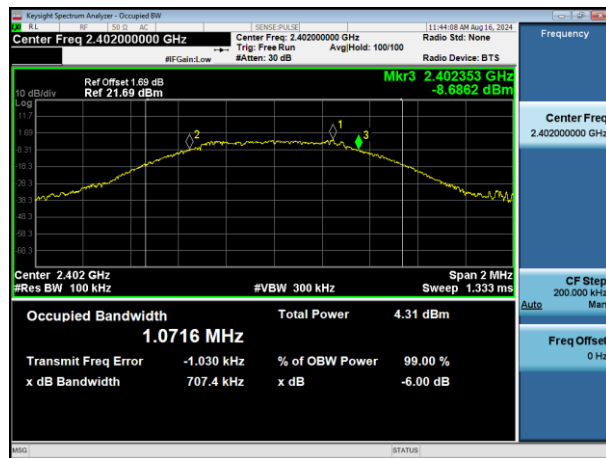 Keysight Spectrum Analyzer - Occupied BW
RL RF 50 Ω AC SENSE:PULSE 11:44:08 AM Aug 16, 2024
Center Freq 2.402000000 GHz Center Freq: 2.402000000 GHz Radio Std: None
Trig: Free Run Avg|Hold: 100/100
#IFGain:Low #Atten: 30 dB Radio Device: BTS
Frequency
Ref Offset 1.69 dB Mkr3 2.402353 GHz
10 dB/div Ref 21.69 dBm -8.6862 dBm
Log
11.7
1.69
-8.31
-18.3
-28.3
-38.3
-48.3
-58.3
-68.3
1
2
3
Center 2.402 GHz Span 2 MHz
#Res BW 100 kHz #VBW 300 kHz Sweep 1.333 ms
Occupied Bandwidth Total Power 4.31 dBm
1.0716 MHz
Transmit Freq Error -1.030 kHz % of OBW Power 99.00 %
x dB Bandwidth 707.4 kHz x dB -6.00 dB
Center Freq
2.402000000 GHz
CF Step
200.000 kHz
Auto Man
Freq Offset
0 Hz
MSG STATUS